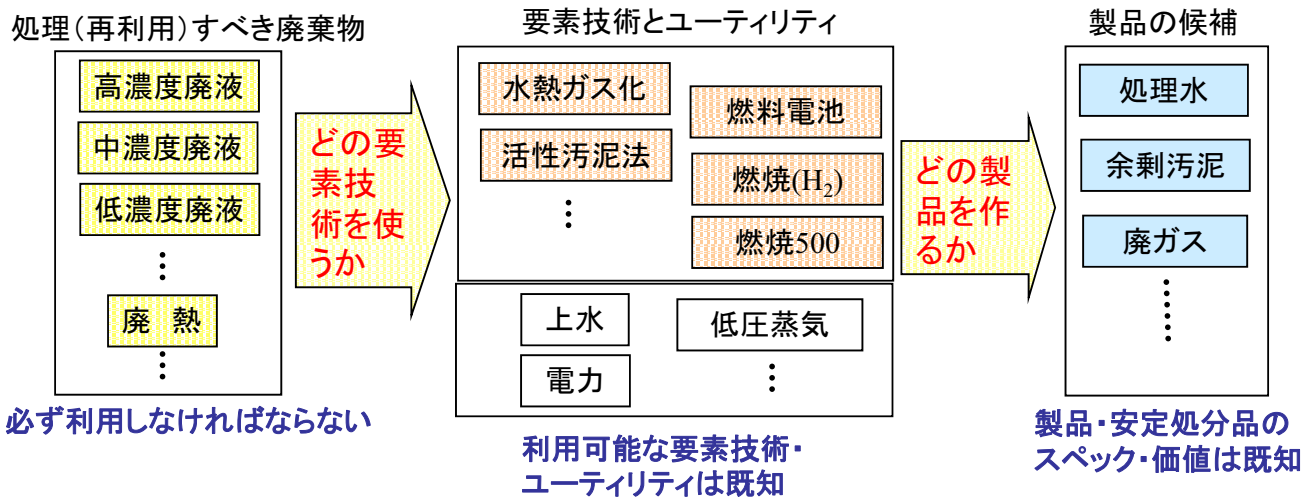 処理(再利用)すべき廃棄物
高濃度廃液
中濃度廃液
低濃度廃液
⋮
廃 熱
⋮
必ず利用しなければならない
どの要
素技
術を使
うか
要素技術とユーティリティ
水熱ガス化
活性汚泥法
⋮
燃料電池
燃焼(H₂)
燃焼500
上水
電力
低圧蒸気
⋮
利用可能な要素技術・
ユーティリティは既知
どの製
品を作
るか
製品の候補
処理水
余剰汚泥
廃ガス
⋮
製品・安定処分品の
スペック・価値は既知